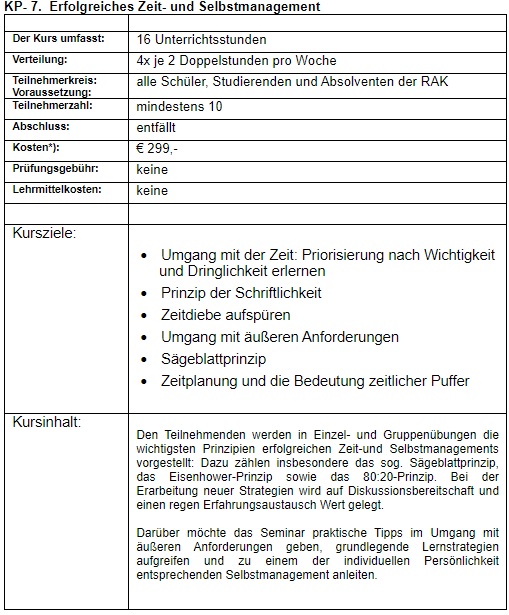 KP- 7. Erfolgreiches Zeit- und Selbstmanagement
Der Kurs umfasst: 16 Unterrichtsstunden
Verteilung: 4x je 2 Doppelstunden pro Woche
Teilnehmerkreis: alle Schüler, Studierenden und Absolventen der RAK
Voraussetzung:
Teilnehmerzahl: mindestens 10
Abschluss: entfällt
Kosten*): € 299,-
Prüfungsgebühr: keine
Lehrmittelkosten: keine
Kursziele:
• Umgang mit der Zeit: Priorisierung nach Wichtigkeit
und Dringlichkeit erlernen
• Prinzip der Schriftlichkeit
• Zeitdiebe aufspüren
• Umgang mit äußeren Anforderungen
• Sägeblattprinzip
• Zeitplanung und die Bedeutung zeitlicher Puffer
Kursinhalt:
Den Teilnehmenden werden in Einzel- und Gruppenübungen die
wichtigsten Prinzipien erfolgreichen Zeit-und Selbstmanagements
vorgestellt: Dazu zählen insbesondere das sog. Sägeblattprinzip,
das Eisenhower-Prinzip sowie das 80:20-Prinzip. Bei der
Erarbeitung neuer Strategien wird auf Diskussionsbereitschaft und
einen regen Erfahrungsaustausch Wert gelegt.
Darüber möchte das Seminar praktische Tipps im Umgang mit
äußeren Anforderungen geben, grundlegende Lernstrategien
aufgreifen und zu einem der individuellen Persönlichkeit
entsprechenden Selbstmanagement anleiten.